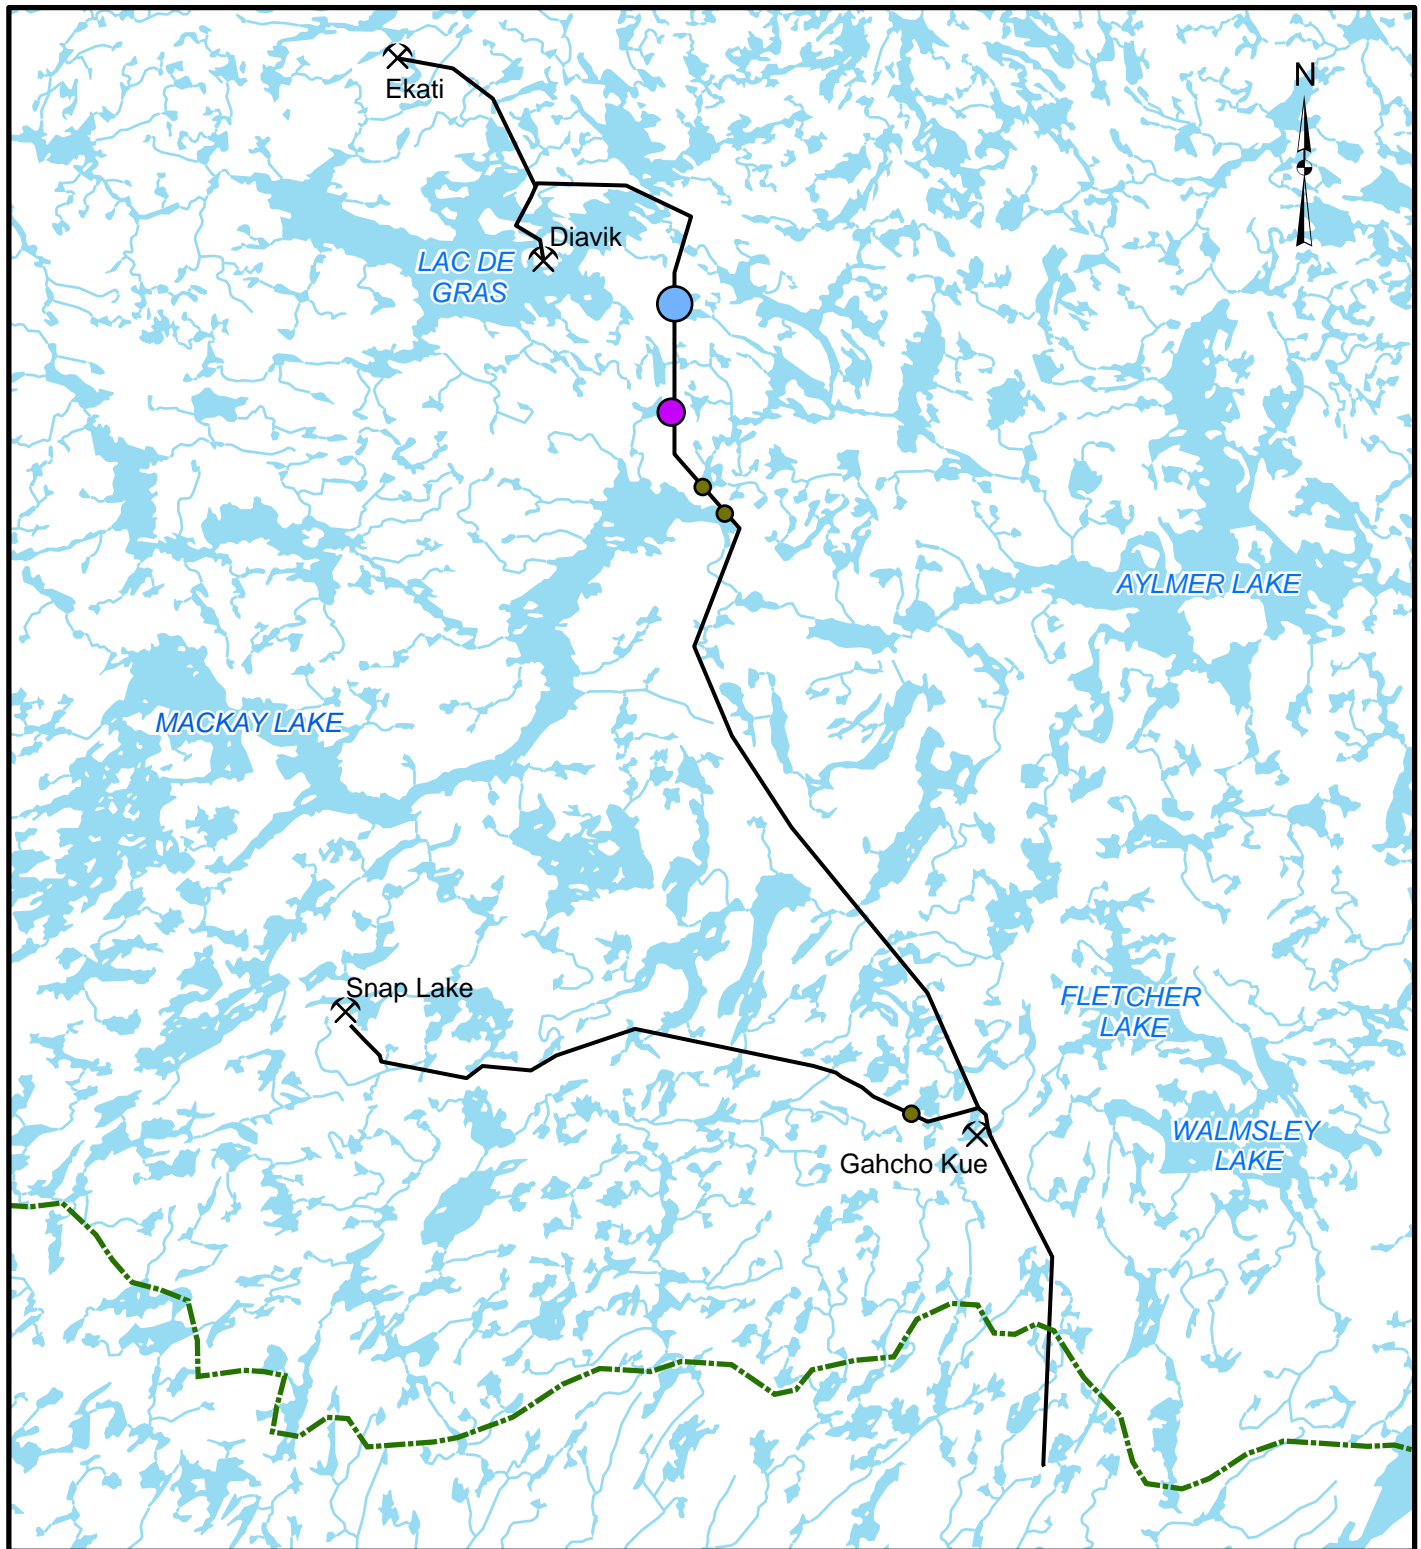 N
Ekati
Diavik
LAC DE
GRAS
AYLMER LAKE
MACKAY LAKE
Snap Lake
FLETCHER
LAKE
WALMSLEY
LAKE
Gahcho Kue